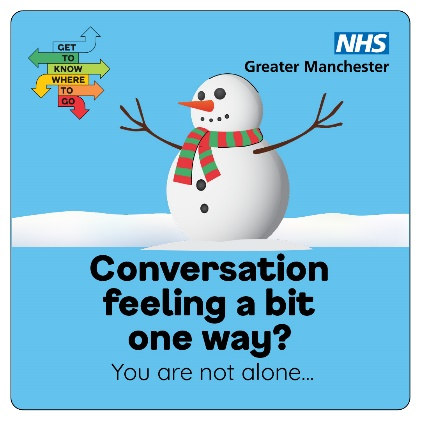 GET
TO
KNOW
WHERE
TO
GO
NHS
Greater Manchester
Conversation
feeling a bit
one way?
You are not alone...